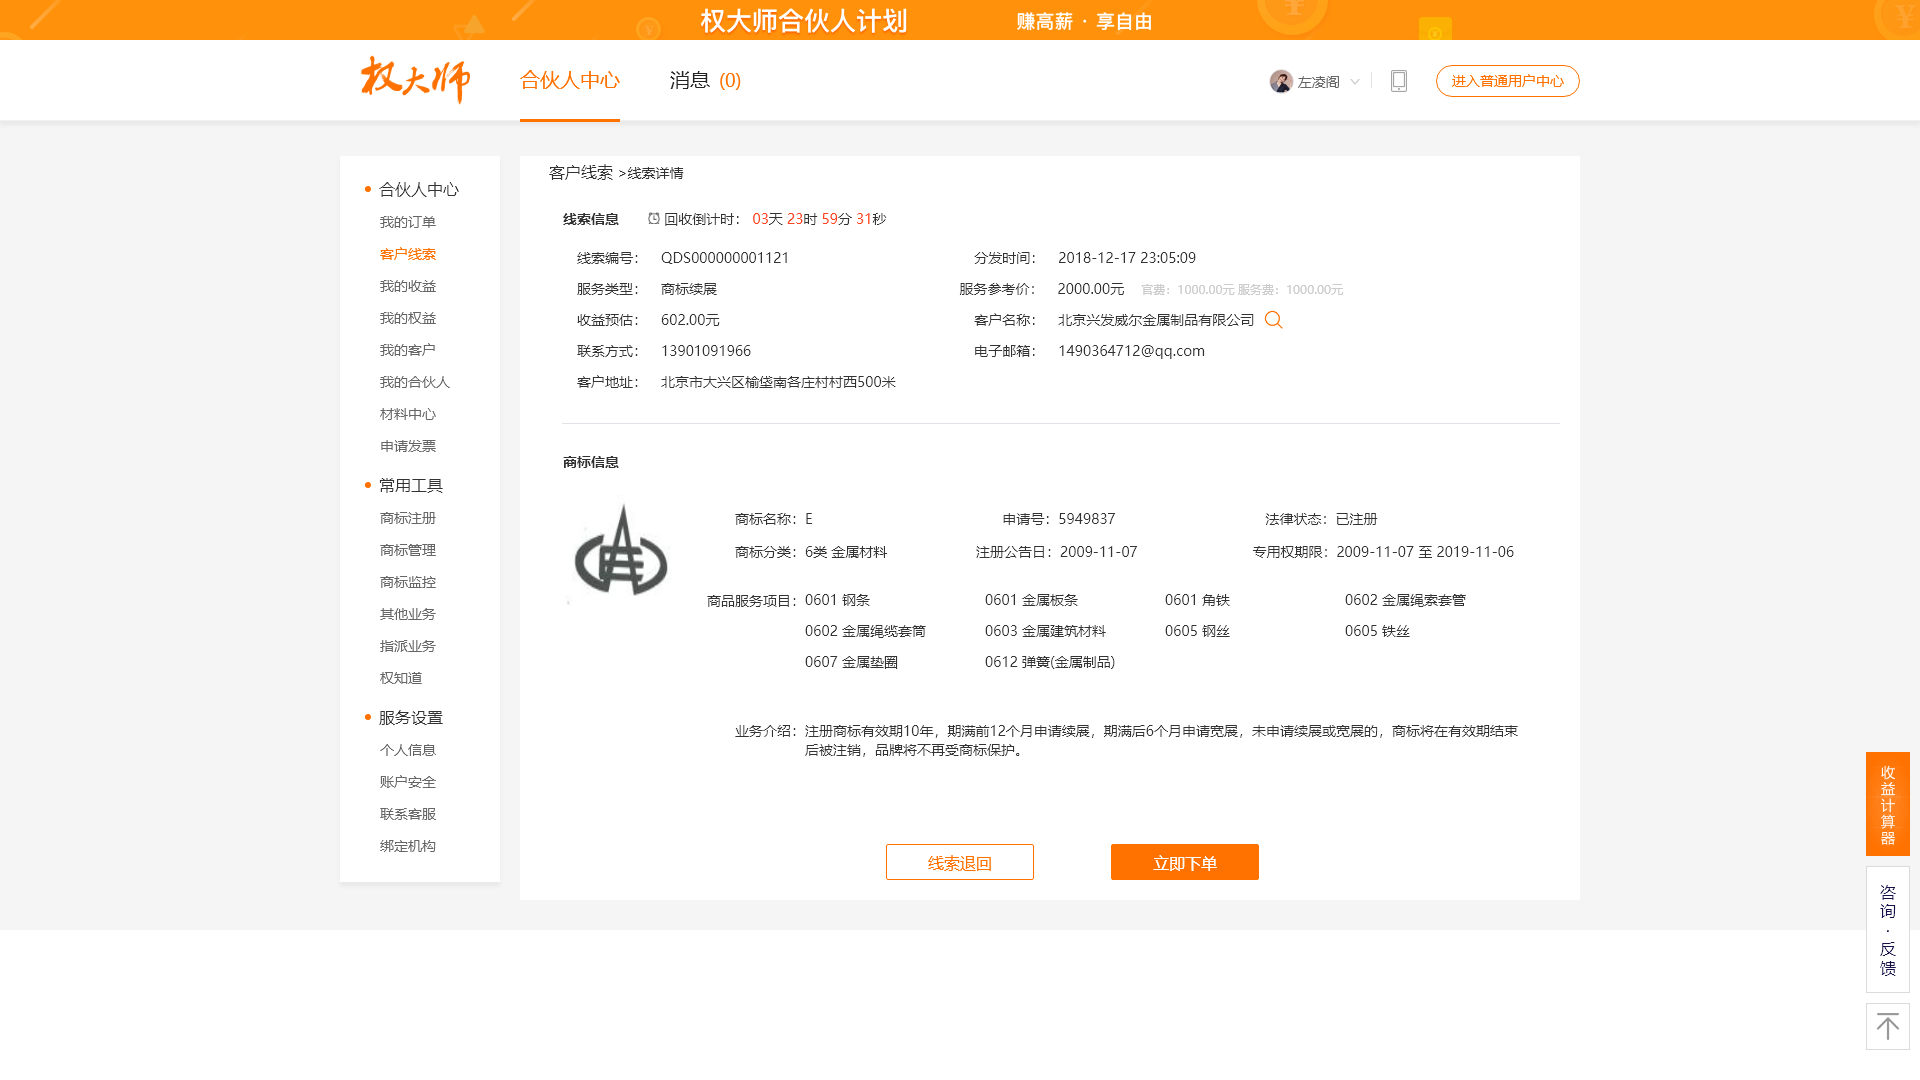 权大师合伙人计划 赚高薪 · 享自由
权大师 合伙人中心 消息 (0) 左凌阁 进入普通用户中心
合伙人中心
我的订单
客户线索
我的收益
我的权益
我的客户
我的合伙人
材料中心
申请发票
常用工具
商标注册
商标管理
商标监控
其他业务
指派业务
权知道
服务设置
个人信息
账户安全
联系客服
绑定机构
客户线索 >线索详情
线索信息 回收倒计时： 03天 23时 59分 31秒
线索编号： QDS000000001121 分发时间： 2018-12-17 23:05:09
服务类型： 商标续展 服务参考价： 2000.00元 官费：1000.00元 服务费：1000.00元
收益预估： 602.00元 客户名称： 北京兴发威尔金属制品有限公司
联系方式： 13901091966 电子邮箱： 1490364712@qq.com
客户地址： 北京市大兴区榆垡南各庄村村西500米
商标信息
商标名称：E 申请号：5949837 法律状态：已注册
商标分类：6类 金属材料 注册公告日：2009-11-07 专用权期限：2009-11-07 至 2019-11-06
商品服务项目：0601 钢条 0601 金属板条 0601 角铁 0602 金属绳索套管
0602 金属绳缆套筒 0603 金属建筑材料 0605 钢丝 0605 铁丝
0607 金属垫圈 0612 弹簧(金属制品)
业务介绍：注册商标有效期10年，期满前12个月申请续展，期满后6个月申请宽展，未申请续展或宽展的，商标将在有效期结束
后被注销，品牌将不再受商标保护。
线索退回 立即下单
收益计算器
咨询·反馈